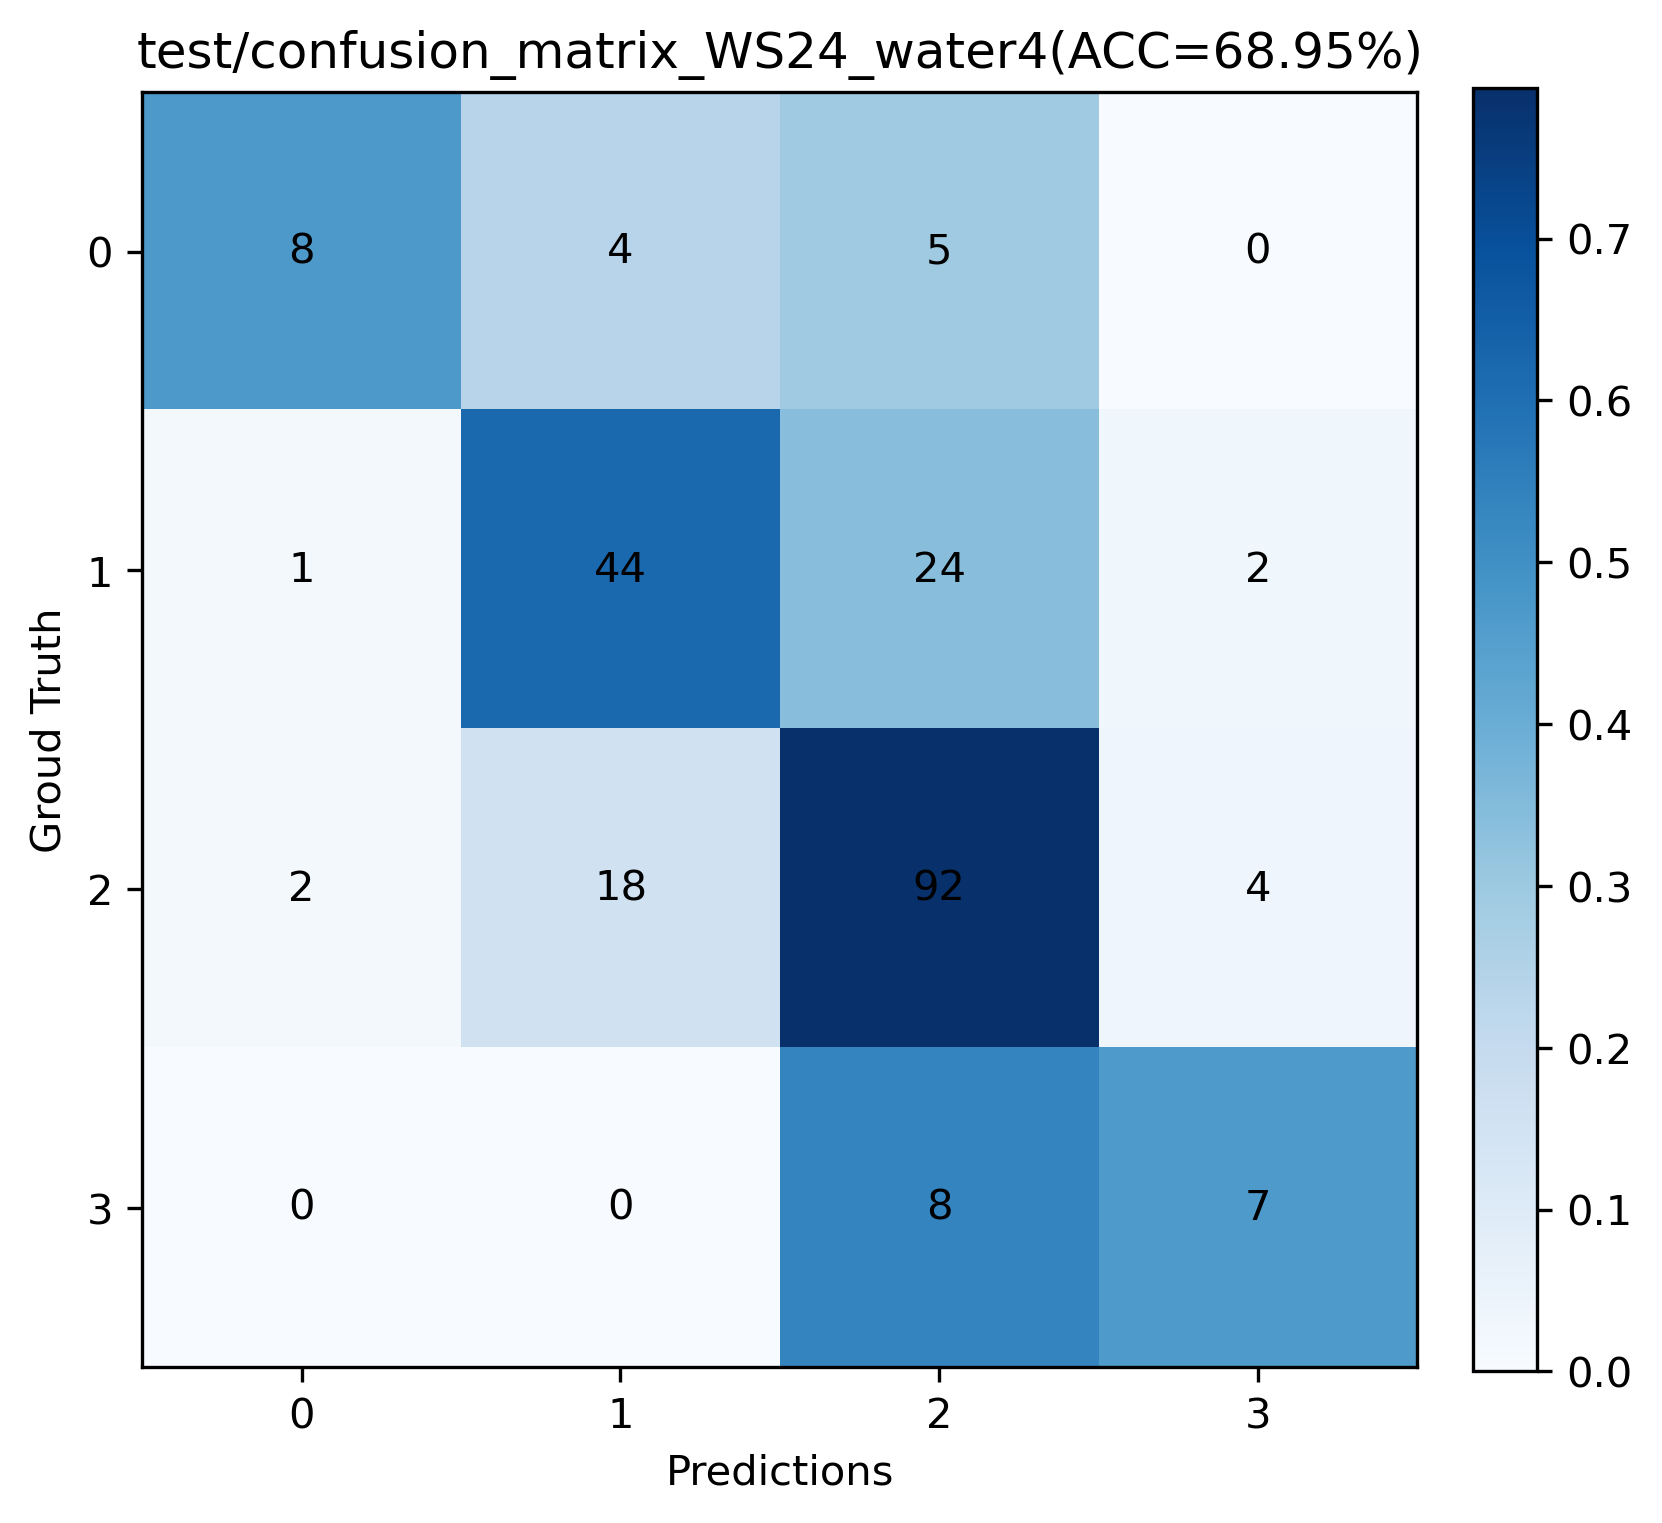 test/confusion_matrix_WS24_water4(ACC=68.95%)
0 8 4 5 0
1 1 44 24 2
2 2 18 92 4
3 0 0 8 7
0 1 2 3
Groud Truth
Predictions
0.7
0.6
0.5
0.4
0.3
0.2
0.1
0.0